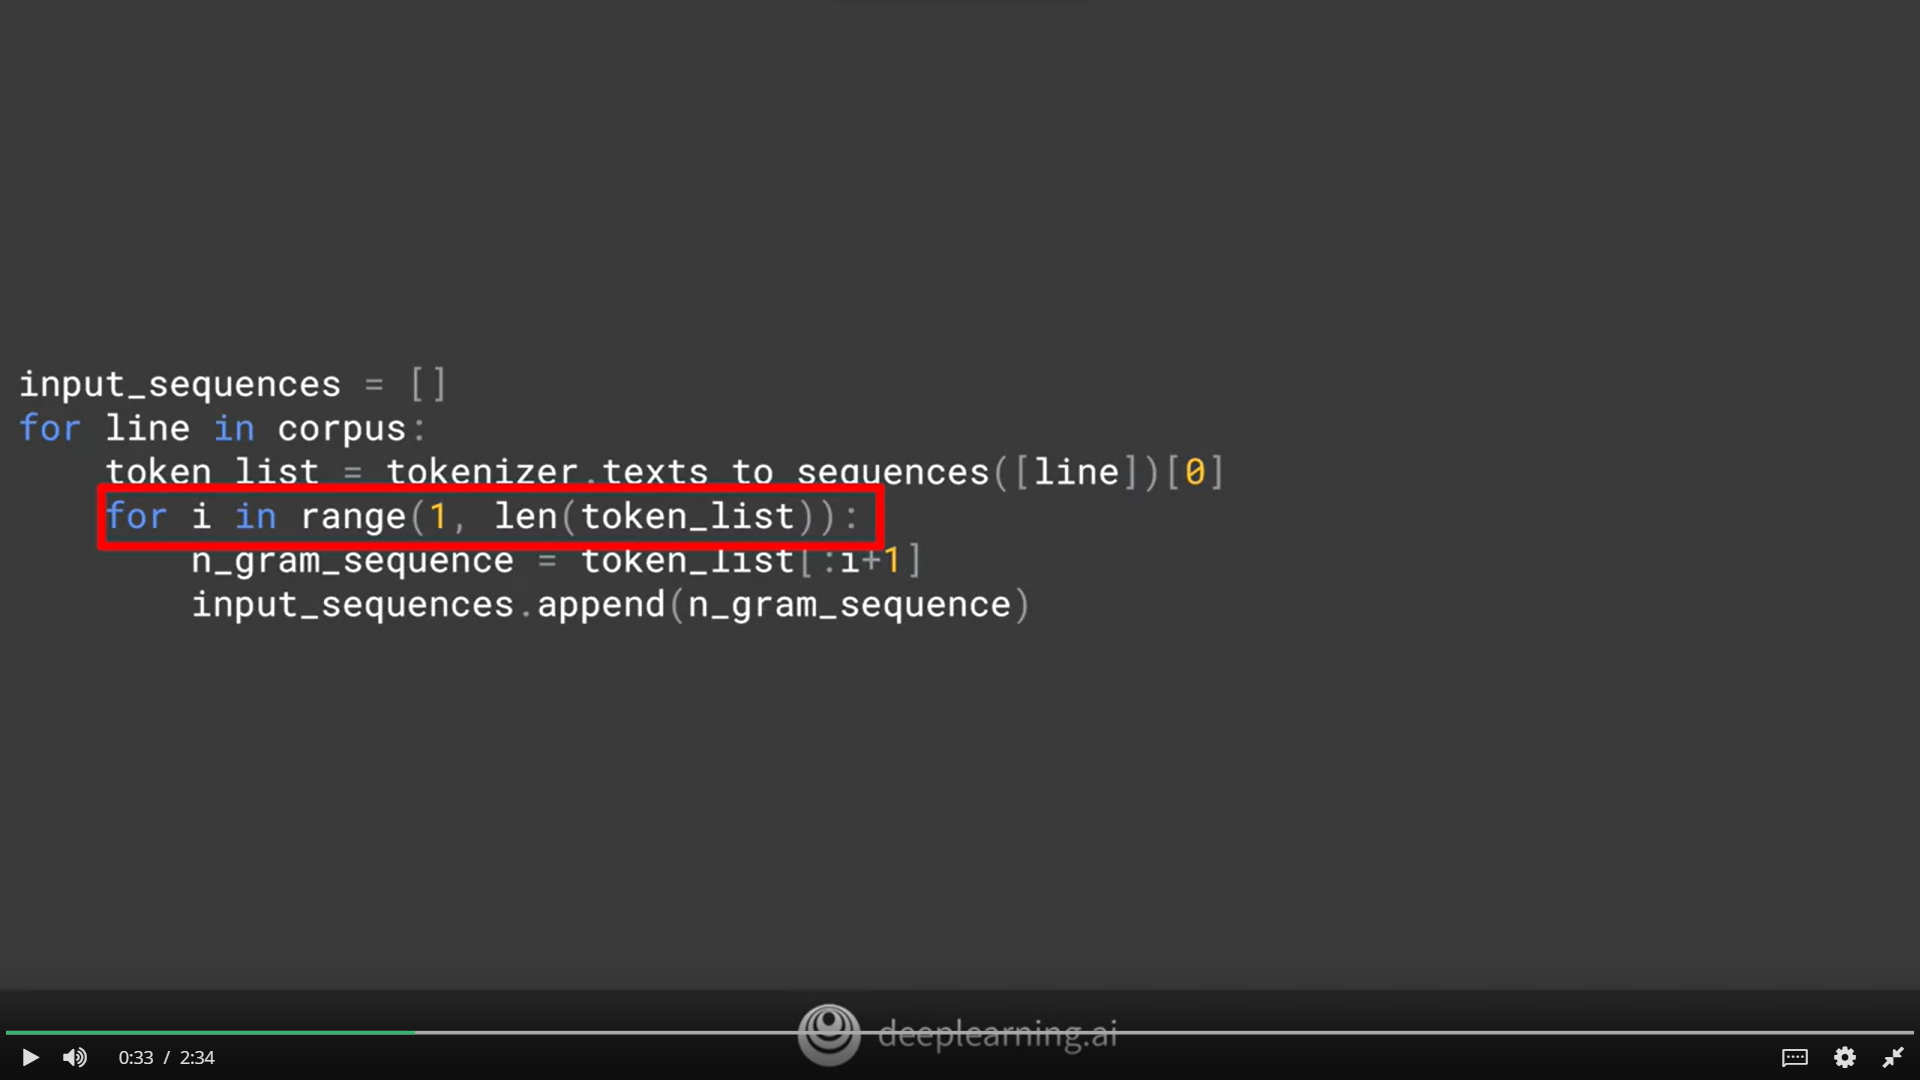 input_sequences = []
for line in corpus:
    token_list = tokenizer.texts_to_sequences([line])[0]
    for i in range(1, len(token_list)):
        n_gram_sequence = token_list[:i+1]
        input_sequences.append(n_gram_sequence)
deeplearning.ai
0:33 / 2:34